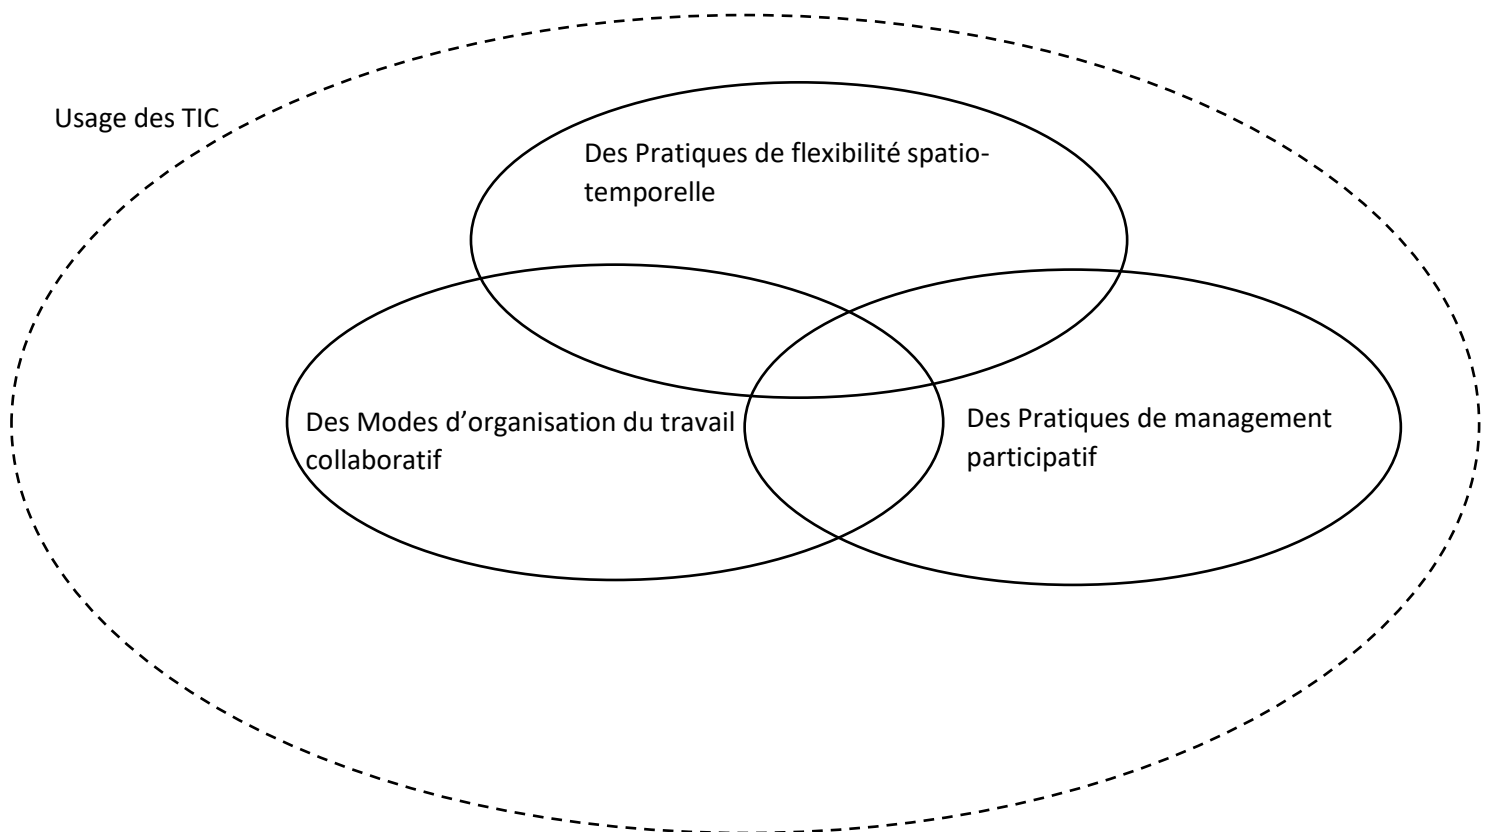 Usage des TIC
Des Pratiques de flexibilité spatio-
temporelle
Des Modes d’organisation du travail
collaboratif
Des Pratiques de management
participatif